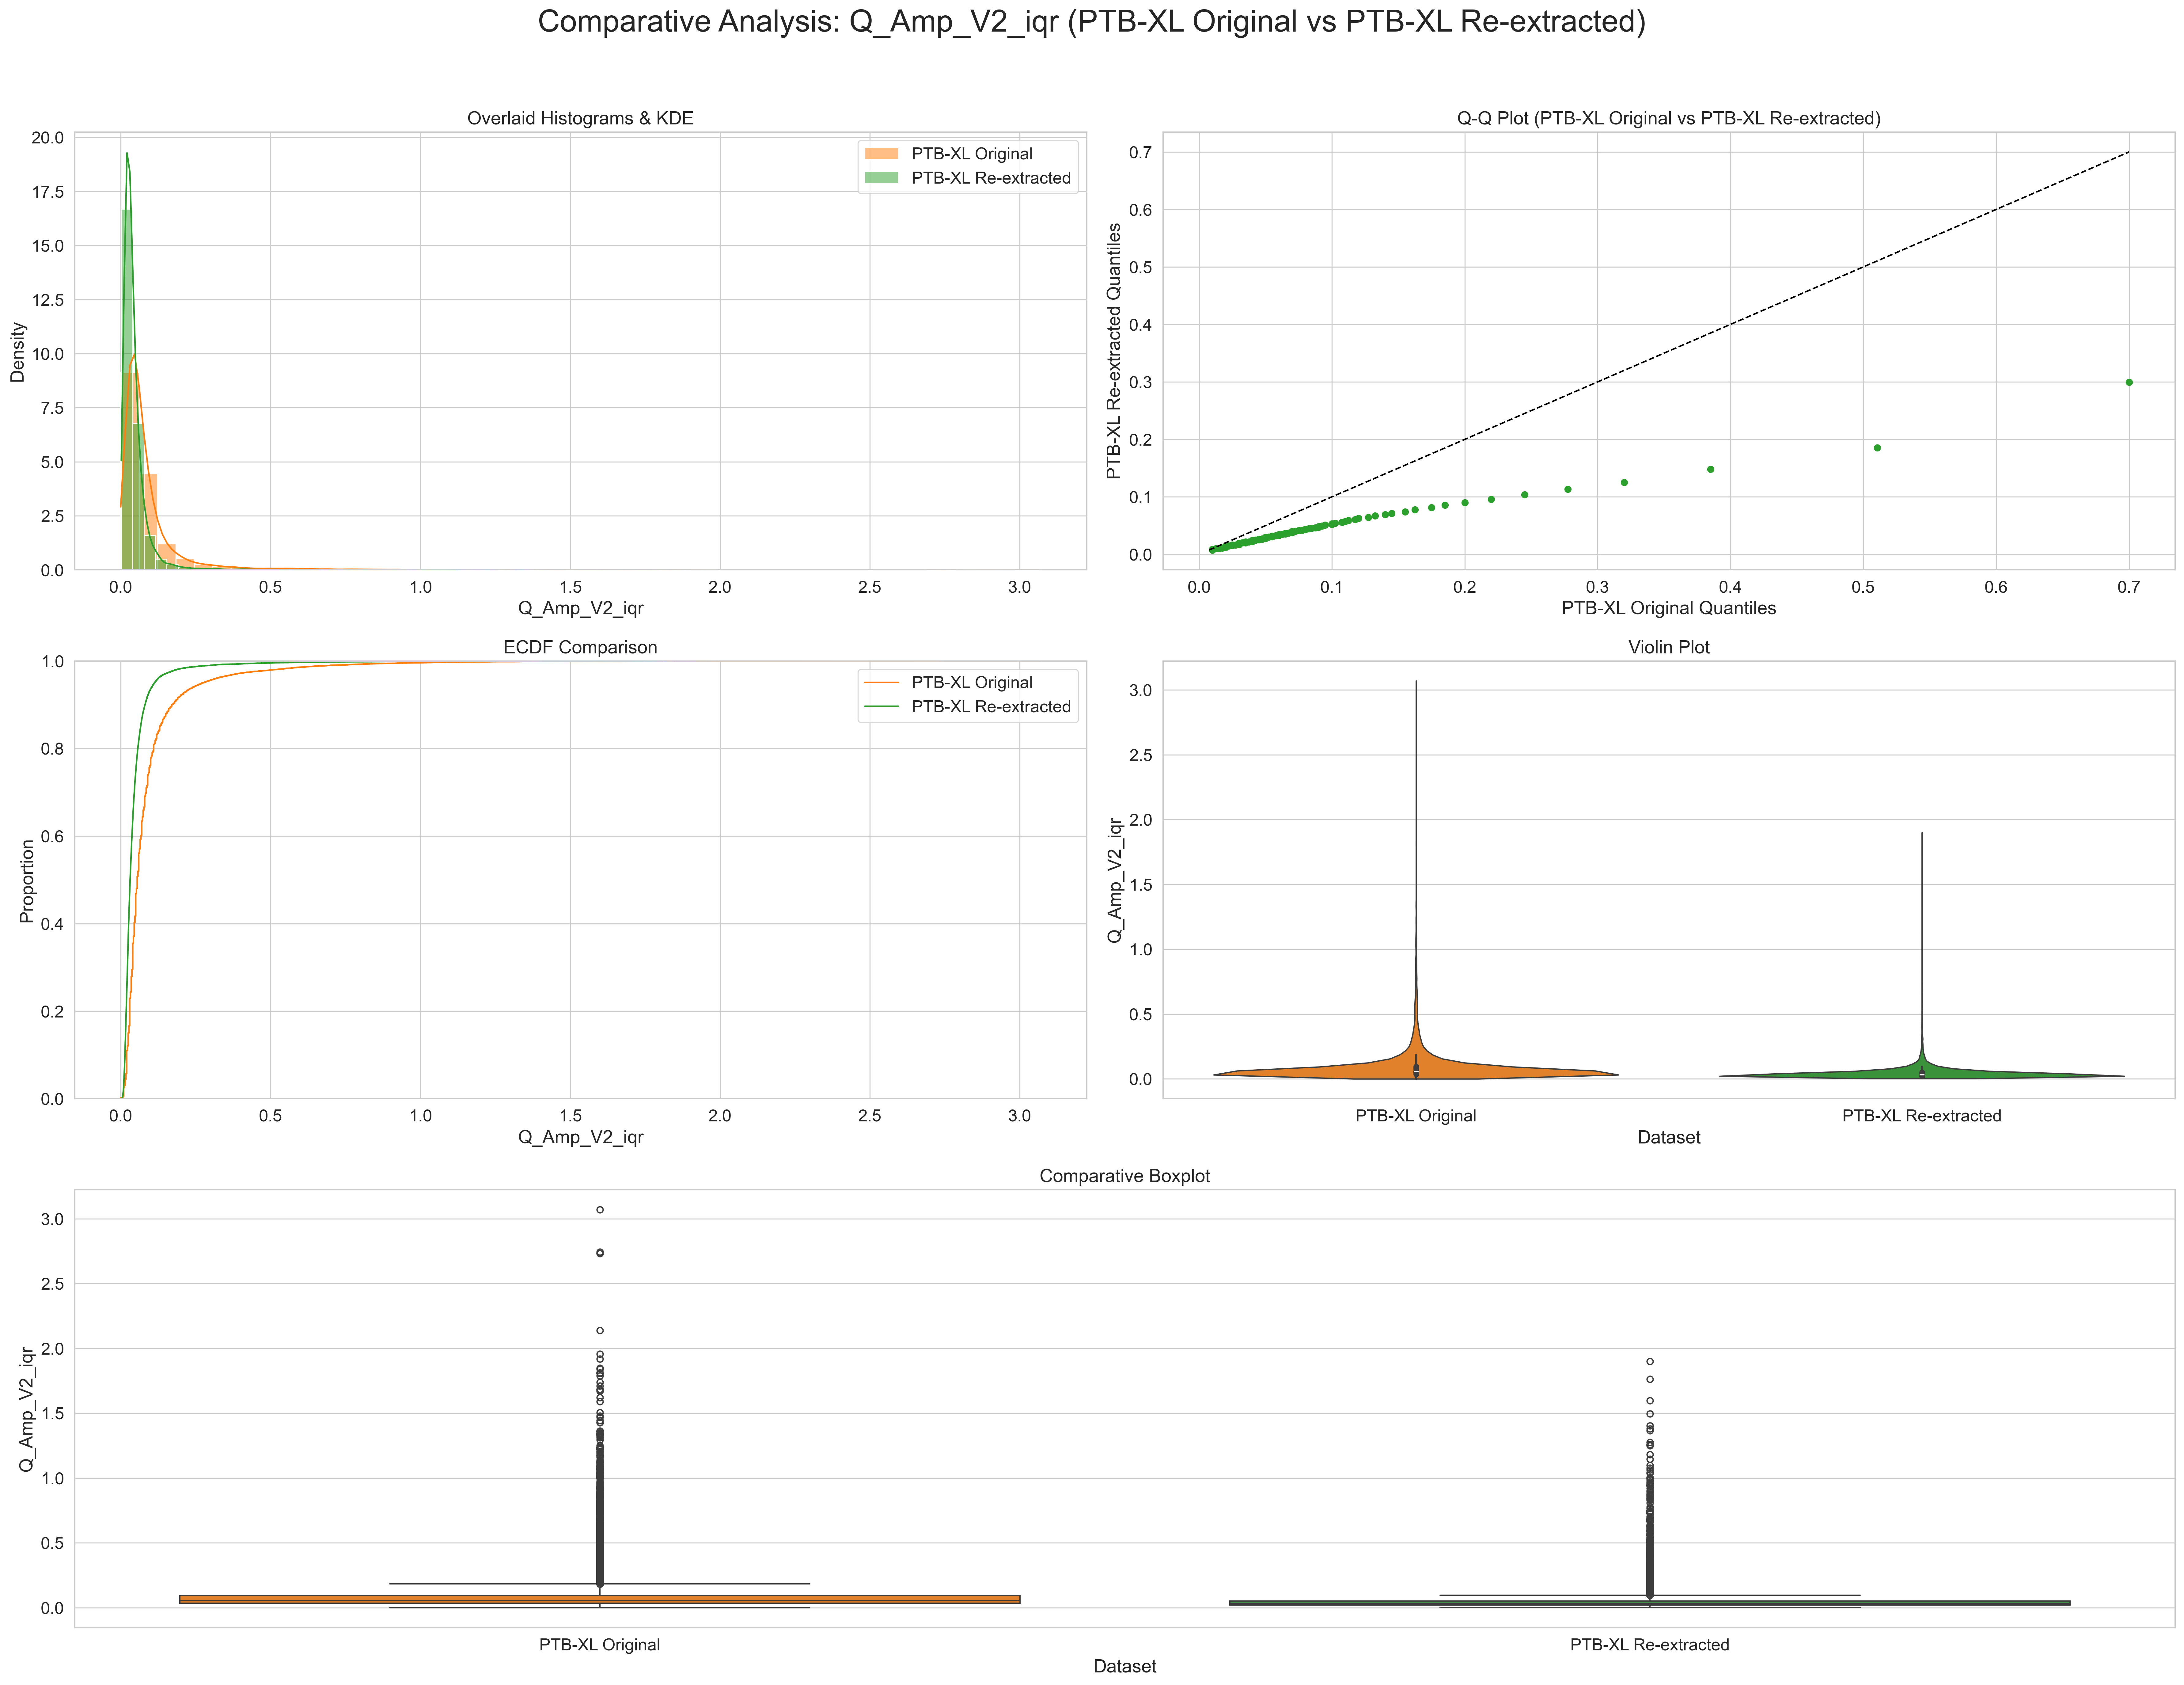 Comparative Analysis: Q_Amp_V2_iqr (PTB-XL Original vs PTB-XL Re-extracted)
Overlaid Histograms & KDE
20.0
17.5
15.0
12.5
10.0
7.5
5.0
2.5
0.0
Density
PTB-XL Original
PTB-XL Re-extracted
0.0 0.5 1.0 1.5 2.0 2.5 3.0
Q_Amp_V2_iqr
Q-Q Plot (PTB-XL Original vs PTB-XL Re-extracted)
0.7
0.6
0.5
0.4
0.3
0.2
0.1
0.0
PTB-XL Re-extracted Quantiles
0.0 0.1 0.2 0.3 0.4 0.5 0.6 0.7
PTB-XL Original Quantiles
ECDF Comparison
1.0
0.8
0.6
0.4
0.2
0.0
Proportion
PTB-XL Original
PTB-XL Re-extracted
0.0 0.5 1.0 1.5 2.0 2.5 3.0
Q_Amp_V2_iqr
Violin Plot
3.0
2.5
2.0
1.5
1.0
0.5
0.0
Q_Amp_V2_iqr
PTB-XL Original PTB-XL Re-extracted
Dataset
Comparative Boxplot
3.0
2.5
2.0
1.5
1.0
0.5
0.0
Q_Amp_V2_iqr
PTB-XL Original PTB-XL Re-extracted
Dataset